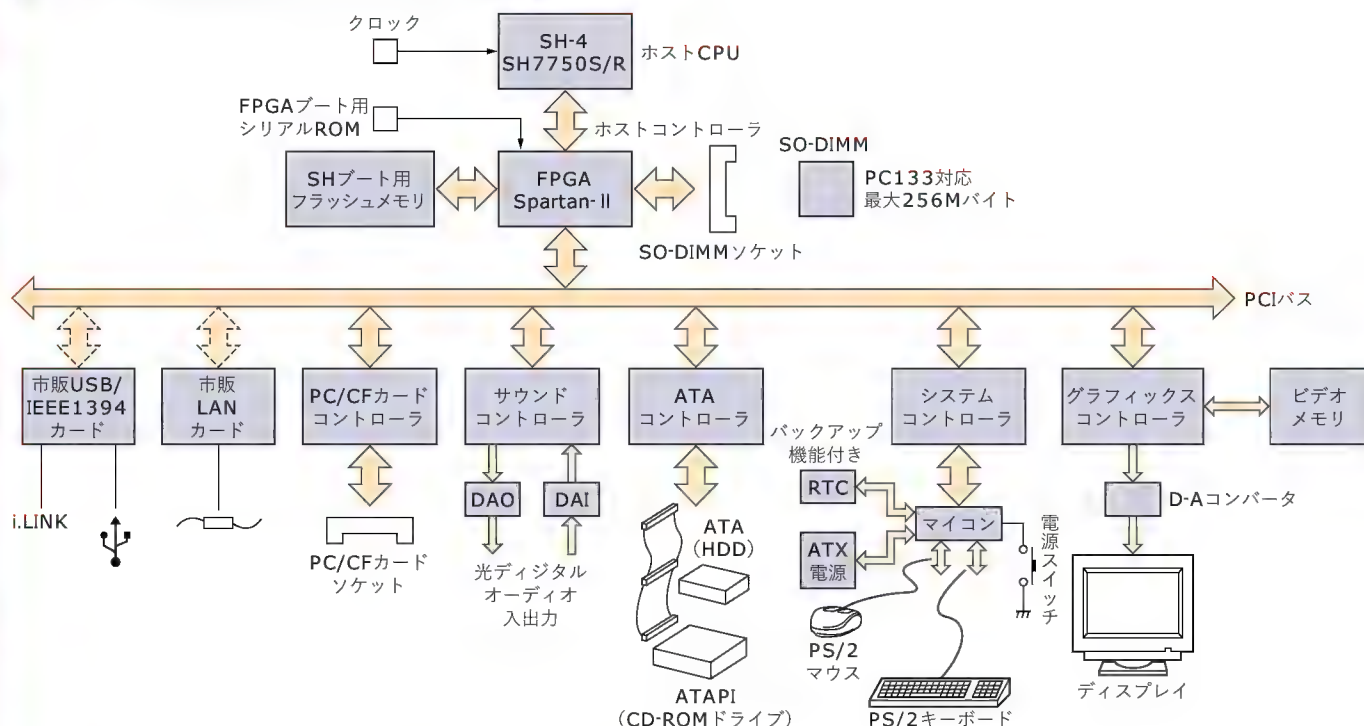 クロック
SH-4
SH7750S/R
ホストCPU
FPGAブート用
シリアルROM
ホストコントローラ
SHブート用
フラッシュメモリ
FPGA
Spartan-II
SO-DIMM
PC133対応
最大256Mバイト
SO-DIMMソケット
PCIバス
市販USB/
IEEE1394
カード
市販
LAN
カード
PC/CFカード
コントローラ
サウンド
コントローラ
ATA
コントローラ
システム
コントローラ
グラフィックス
コントローラ
ビデオ
メモリ
バックアップ
機能付き
i.LINK
DAO
DAI
RTC
マイコン
D-Aコンバータ
PC/CFカード
ソケット
光ディジタル
オーディオ
入出力
ATA
(HDD)
ATX
電源
電源スイッチ
PS/2
マウス
ATAPI
(CD-ROMドライブ)
PS/2キーボード
ディスプレイ